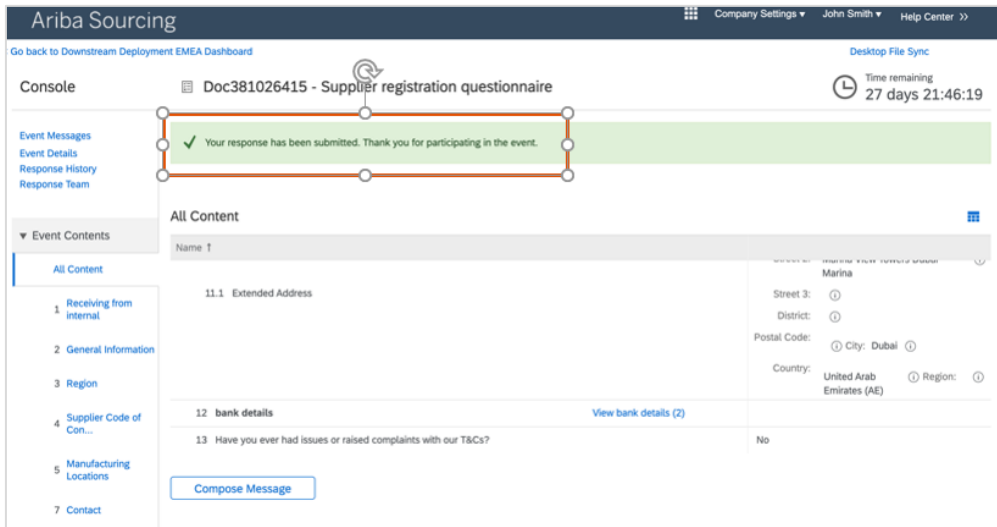 Ariba Sourcing
Company Settings ▾ John Smith ▾ Help Center >>
Go back to Downstream Deployment EMEA Dashboard
Desktop File Sync
Console
Doc381026415 - Supplier registration questionnaire
Time remaining
27 days 21:46:19
Event Messages
Event Details
Response History
Response Team
Your response has been submitted. Thank you for participating in the event.
▼ Event Contents
All Content
1 Receiving from
internal
2 General Information
3 Region
4 Supplier Code of
Con...
5 Manufacturing
Locations
7 Contact
All Content
Name ↑
Marina
11.1 Extended Address
Street 3:
District:
Postal Code:
City: Dubai
Country:
United Arab
Emirates (AE)
Region:
12 bank details View bank details (2)
13 Have you ever had issues or raised complaints with our T&Cs? No
Compose Message